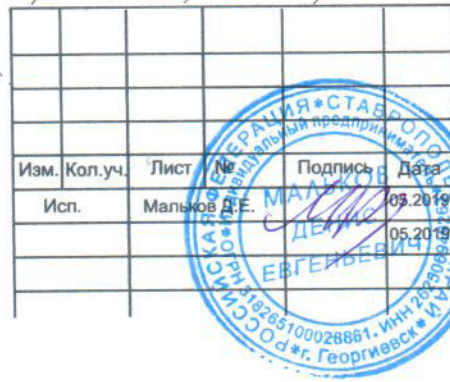 Изм. Кол.уч. Лист № Подпись Дата
Исп. Мальков Д.Е. 05.2019
05.2019
РОССИЙСКАЯ ФЕДЕРАЦИЯ * СТАВРОПОЛЬ
Индивидуальный предприниматель
МАЛЬКОВ
ДЕНИС
ЕВГЕНЬЕВИЧ
ОГРН 318265100028861. ИНН
* г. Георгиевск *